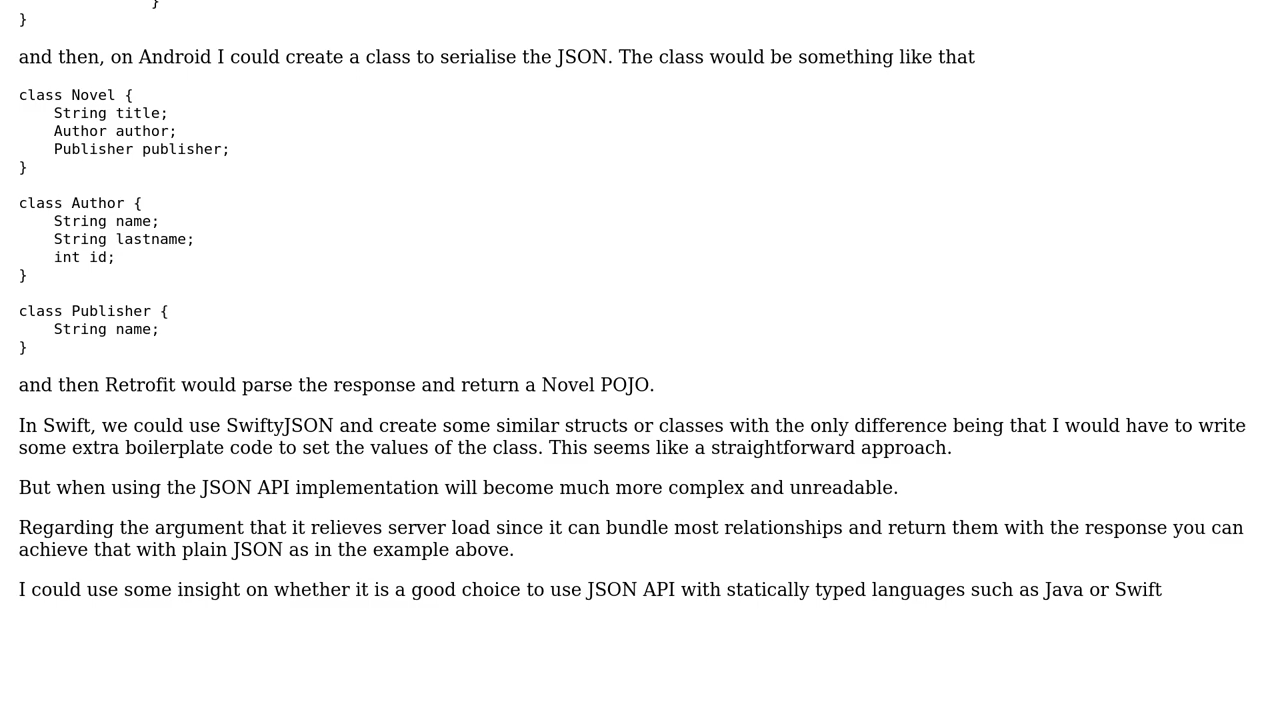 }
}
and then, on Android I could create a class to serialise the JSON. The class would be something like that
class Novel {
    String title;
    Author author;
    Publisher publisher;
}
class Author {
    String name;
    String lastname;
    int id;
}
class Publisher {
    String name;
}
and then Retrofit would parse the response and return a Novel POJO.
In Swift, we could use SwiftyJSON and create some similar structs or classes with the only difference being that I would have to write
some extra boilerplate code to set the values of the class. This seems like a straightforward approach.
But when using the JSON API implementation will become much more complex and unreadable.
Regarding the argument that it relieves server load since it can bundle most relationships and return them with the response you can
achieve that with plain JSON as in the example above.
I could use some insight on whether it is a good choice to use JSON API with statically typed languages such as Java or Swift